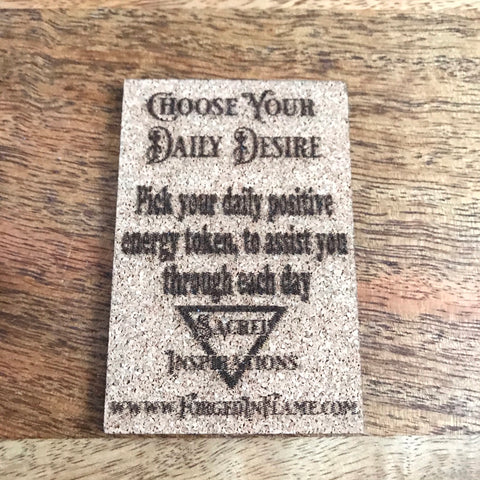 Choose Your
Daily Desire
Pick your daily positive
energy token, to assist you
through each day
Sacred
Inspirations
www.ForgedInFlame.com